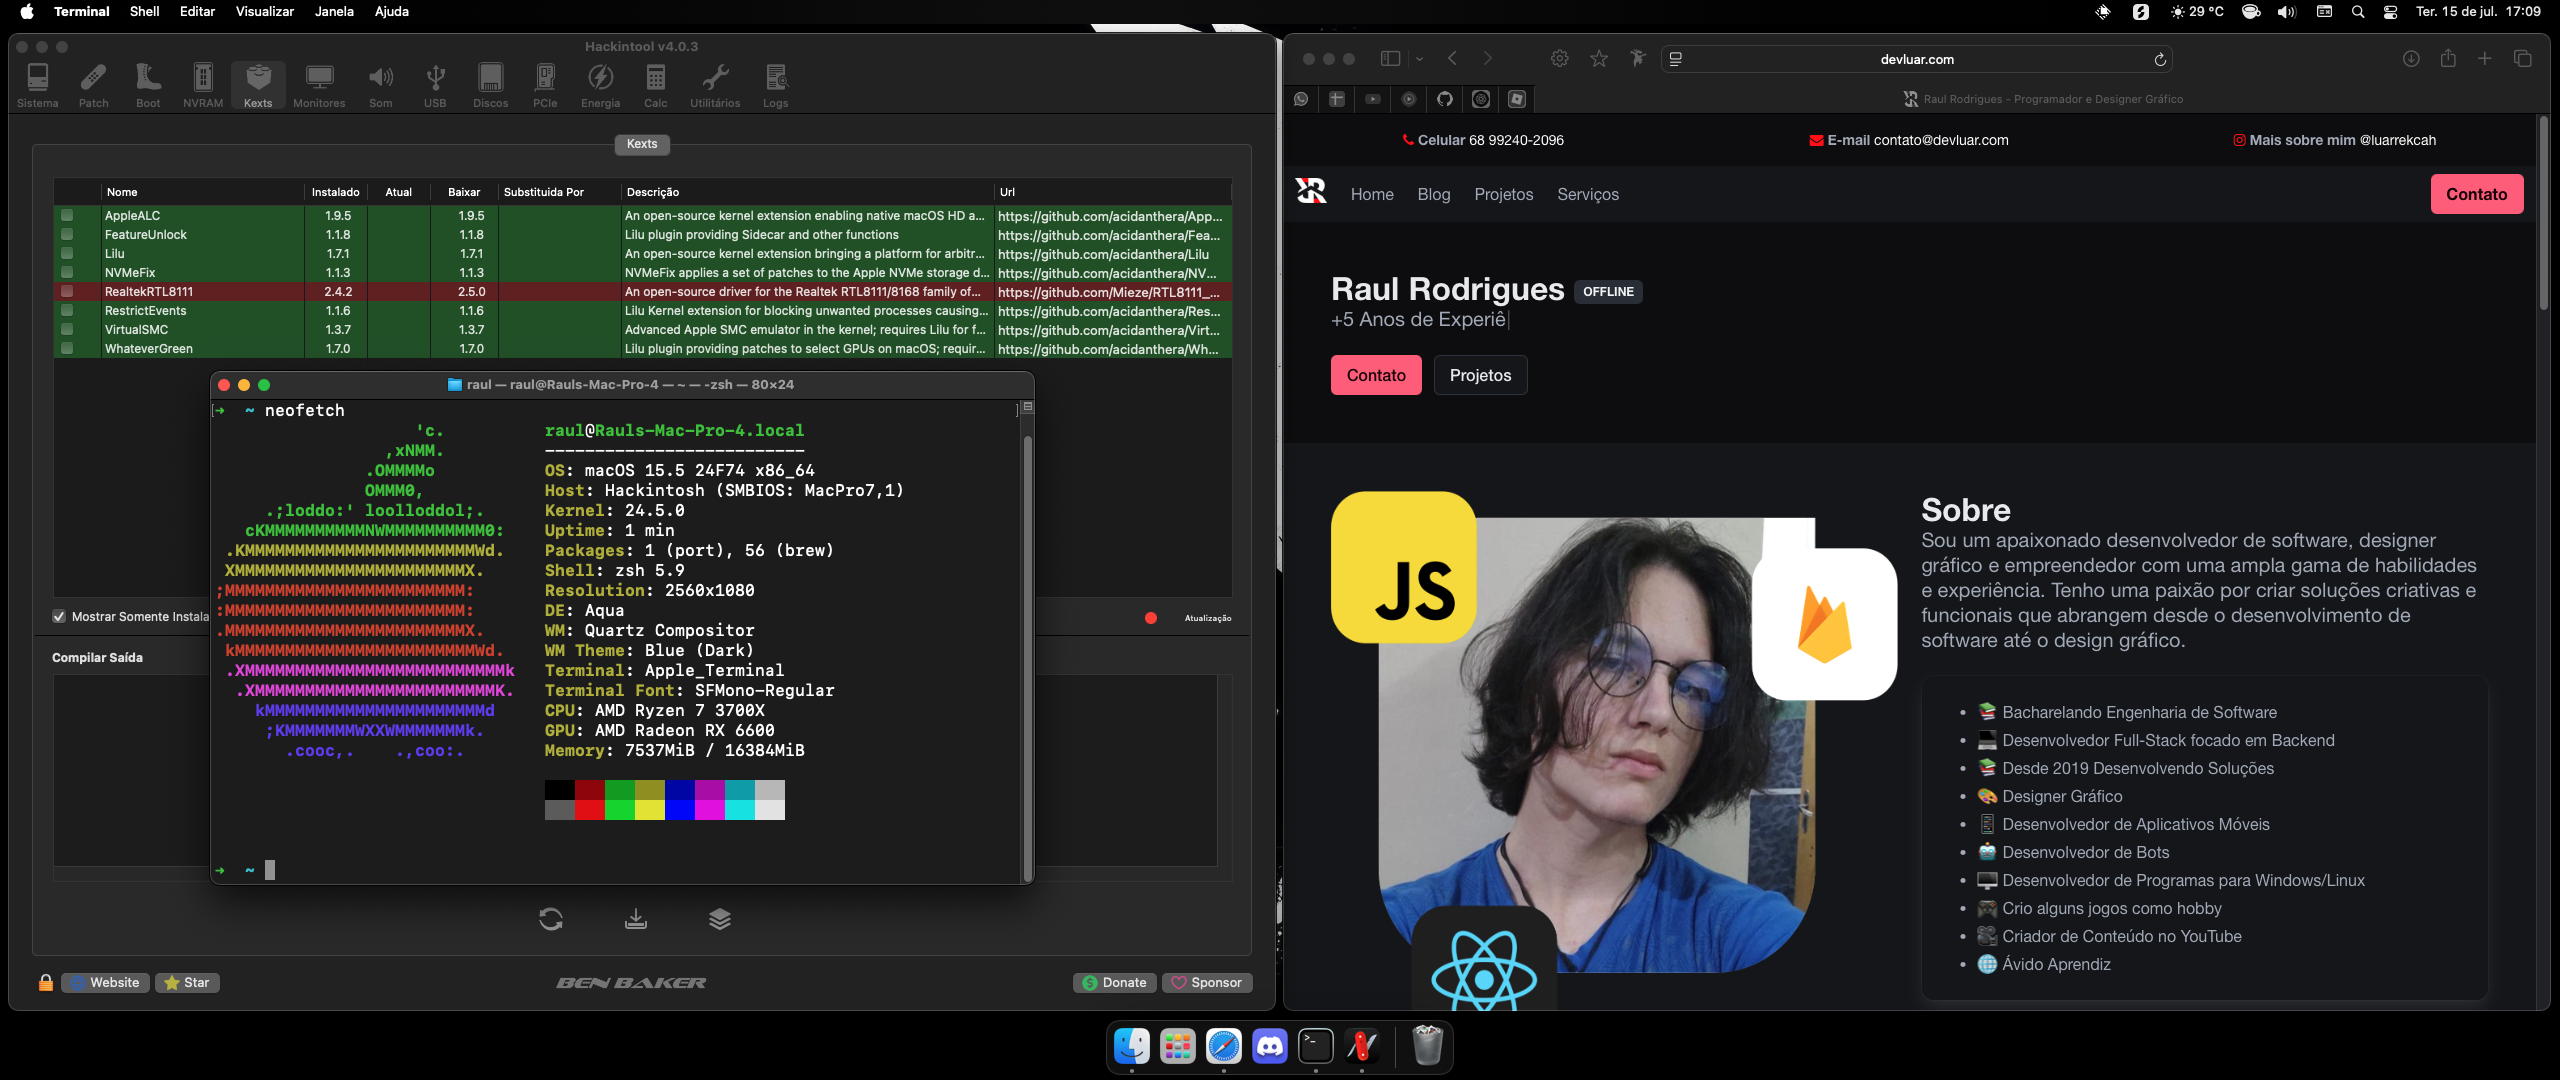 Terminal Shell Editar Visualizar Janela Ajuda
29 °C Ter. 15 de jul. 17:09
Hackintool v4.0.3
Sistema Patch Boot NVRAM Kexts Monitores Som USB Discos PCIe Energia Calc Utilitários Logs
Kexts
Nome Instalado Atual Baixar Substituida Por Descrição Url
AppleALC 1.9.5 1.9.5 An open-source kernel extension enabling native macOS HD a... https://github.com/acidanthera/App...
FeatureUnlock 1.1.8 1.1.8 Lilu plugin providing Sidecar and other functions https://github.com/acidanthera/Fea...
Lilu 1.7.1 1.7.1 An open-source kernel extension bringing a platform for arbitr... https://github.com/acidanthera/Lilu
NVMeFix 1.1.3 1.1.3 NVMeFix applies a set of patches to the Apple NVMe storage d... https://github.com/acidanthera/NV...
RealtekRTL8111 2.4.2 2.5.0 An open-source driver for the Realtek RTL8111/8168 family of... https://github.com/Mieze/RTL8111_...
RestrictEvents 1.1.6 1.1.6 Lilu Kernel extension for blocking unwanted processes causing... https://github.com/acidanthera/Res...
VirtualSMC 1.3.7 1.3.7 Advanced Apple SMC emulator in the kernel; requires Lilu for f... https://github.com/acidanthera/Virt...
WhateverGreen 1.7.0 1.7.0 Lilu plugin providing patches to select GPUs on macOS; requir... https://github.com/acidanthera/Wh...
Mostrar Somente Instala
Atualização
Compilar Saída
Website Star
BEN BAKER
Donate Sponsor
raul — raul@Rauls-Mac-Pro-4 — ~ — -zsh — 80×24
[➜ ~ neofetch ]
'c.
,xNMM.
.OMMMMo
OMMM0,
.;loddo:' loolloddol;.
cKMMMMMMMMMMNWMMMMMMMMMM0:
.KMMMMMMMMMMMMMMMMMMMMMMMWd.
XMMMMMMMMMMMMMMMMMMMMMMMX.
;MMMMMMMMMMMMMMMMMMMMMMMM:
:MMMMMMMMMMMMMMMMMMMMMMMM:
.MMMMMMMMMMMMMMMMMMMMMMMMX.
kMMMMMMMMMMMMMMMMMMMMMMMMWd.
.XMMMMMMMMMMMMMMMMMMMMMMMMMMk
.XMMMMMMMMMMMMMMMMMMMMMMMMK.
kMMMMMMMMMMMMMMMMMMMMMMd
;KMMMMMMMWXXWMMMMMMMk.
.cooc,. .,coo:.
raul@Rauls-Mac-Pro-4.local
--------------------------
OS: macOS 15.5 24F74 x86_64
Host: Hackintosh (SMBIOS: MacPro7,1)
Kernel: 24.5.0
Uptime: 1 min
Packages: 1 (port), 56 (brew)
Shell: zsh 5.9
Resolution: 2560x1080
DE: Aqua
WM: Quartz Compositor
WM Theme: Blue (Dark)
Terminal: Apple_Terminal
Terminal Font: SFMono-Regular
CPU: AMD Ryzen 7 3700X
GPU: AMD Radeon RX 6600
Memory: 7537MiB / 16384MiB
➜ ~
devluar.com
Raul Rodrigues - Programador e Designer Gráfico
Celular 68 99240-2096 E-mail contato@devluar.com Mais sobre mim @luarrekcah
Home Blog Projetos Serviços Contato
Raul Rodrigues OFFLINE
+5 Anos de Experiê|
Contato Projetos
JS
Sobre
Sou um apaixonado desenvolvedor de software, designer
gráfico e empreendedor com uma ampla gama de habilidades
e experiência. Tenho uma paixão por criar soluções criativas e
funcionais que abrangem desde o desenvolvimento de
software até o design gráfico.
• 📚 Bacharelando Engenharia de Software
• 💻 Desenvolvedor Full-Stack focado em Backend
• 📚 Desde 2019 Desenvolvendo Soluções
• 🎨 Designer Gráfico
• 📱 Desenvolvedor de Aplicativos Móveis
• 🤖 Desenvolvedor de Bots
• 🖥️ Desenvolvedor de Programas para Windows/Linux
• 🎮 Crio alguns jogos como hobby
• 🎥 Criador de Conteúdo no YouTube
• 🌐 Ávido Aprendiz